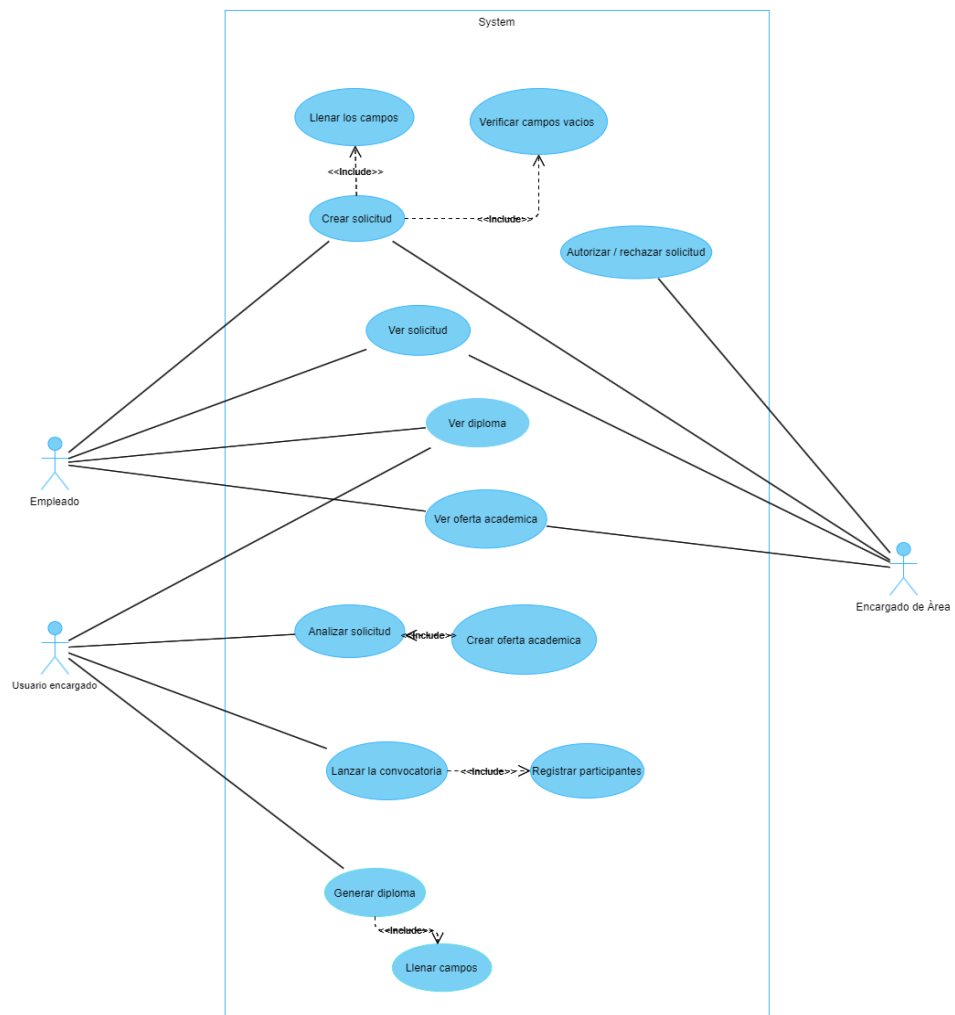 System
Llenar los campos
Verificar campos vacios
<<Include>>
Crear solicitud
<<Include>>
Autorizar / rechazar solicitud
Ver solicitud
Ver diploma
Empleado
Ver oferta academica
Encargado de Àrea
Analizar solicitud
<<Include>>
Crear oferta academica
Usuario encargado
Lanzar la convocatoria
<<Include>>
Registrar participantes
Generar diploma
<<Include>>
Llenar campos